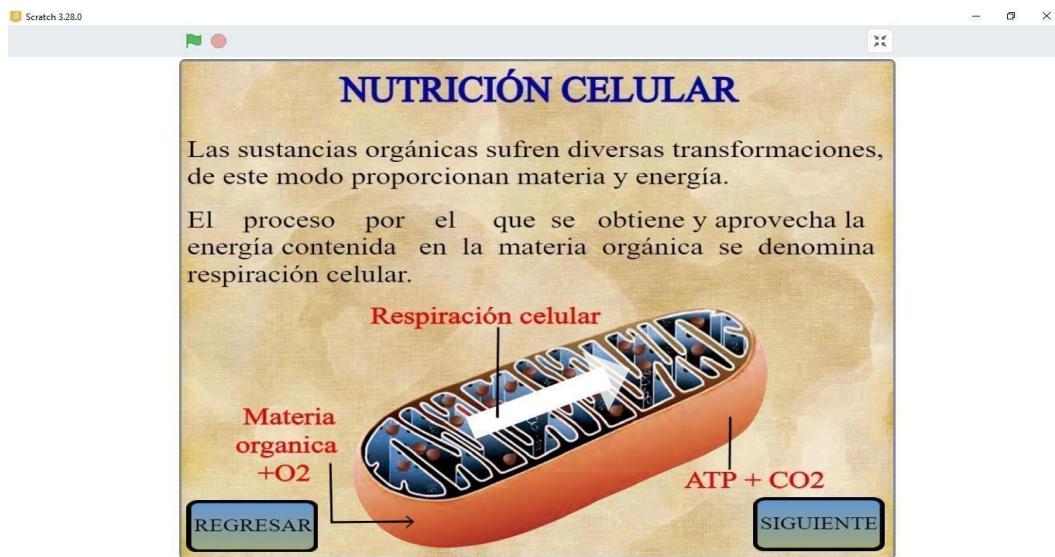 Scratch 3.28.0
NUTRICIÓN CELULAR
Las sustancias orgánicas sufren diversas transformaciones,
de este modo proporcionan materia y energía.
El proceso por el que se obtiene y aprovecha la
energía contenida en la materia orgánica se denomina
respiración celular.
Respiración celular
Materia
organica
+O2
ATP + CO2
REGRESAR
SIGUIENTE